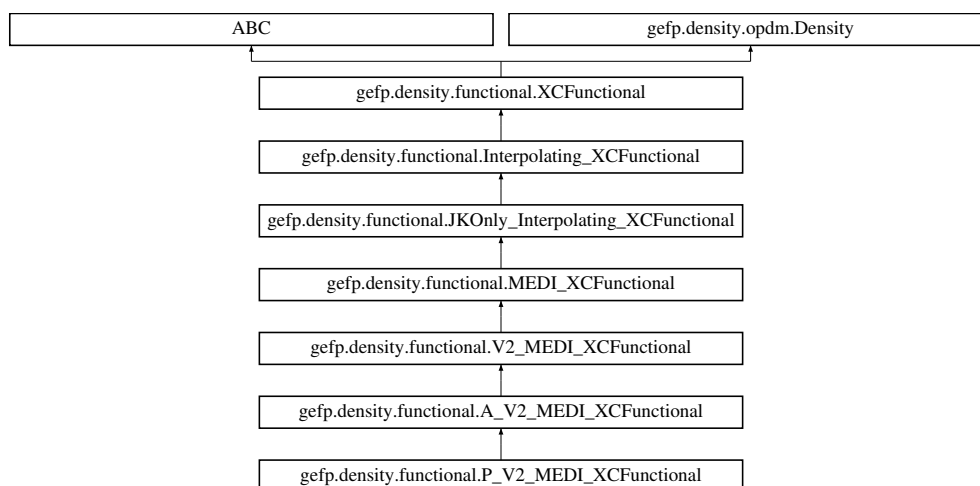 ABC
gefp.density.opdm.Density
gefp.density.functional.XCFunctional
gefp.density.functional.Interpolating_XCFunctional
gefp.density.functional.JKOnly_Interpolating_XCFunctional
gefp.density.functional.MEDI_XCFunctional
gefp.density.functional.V2_MEDI_XCFunctional
gefp.density.functional.A_V2_MEDI_XCFunctional
gefp.density.functional.P_V2_MEDI_XCFunctional